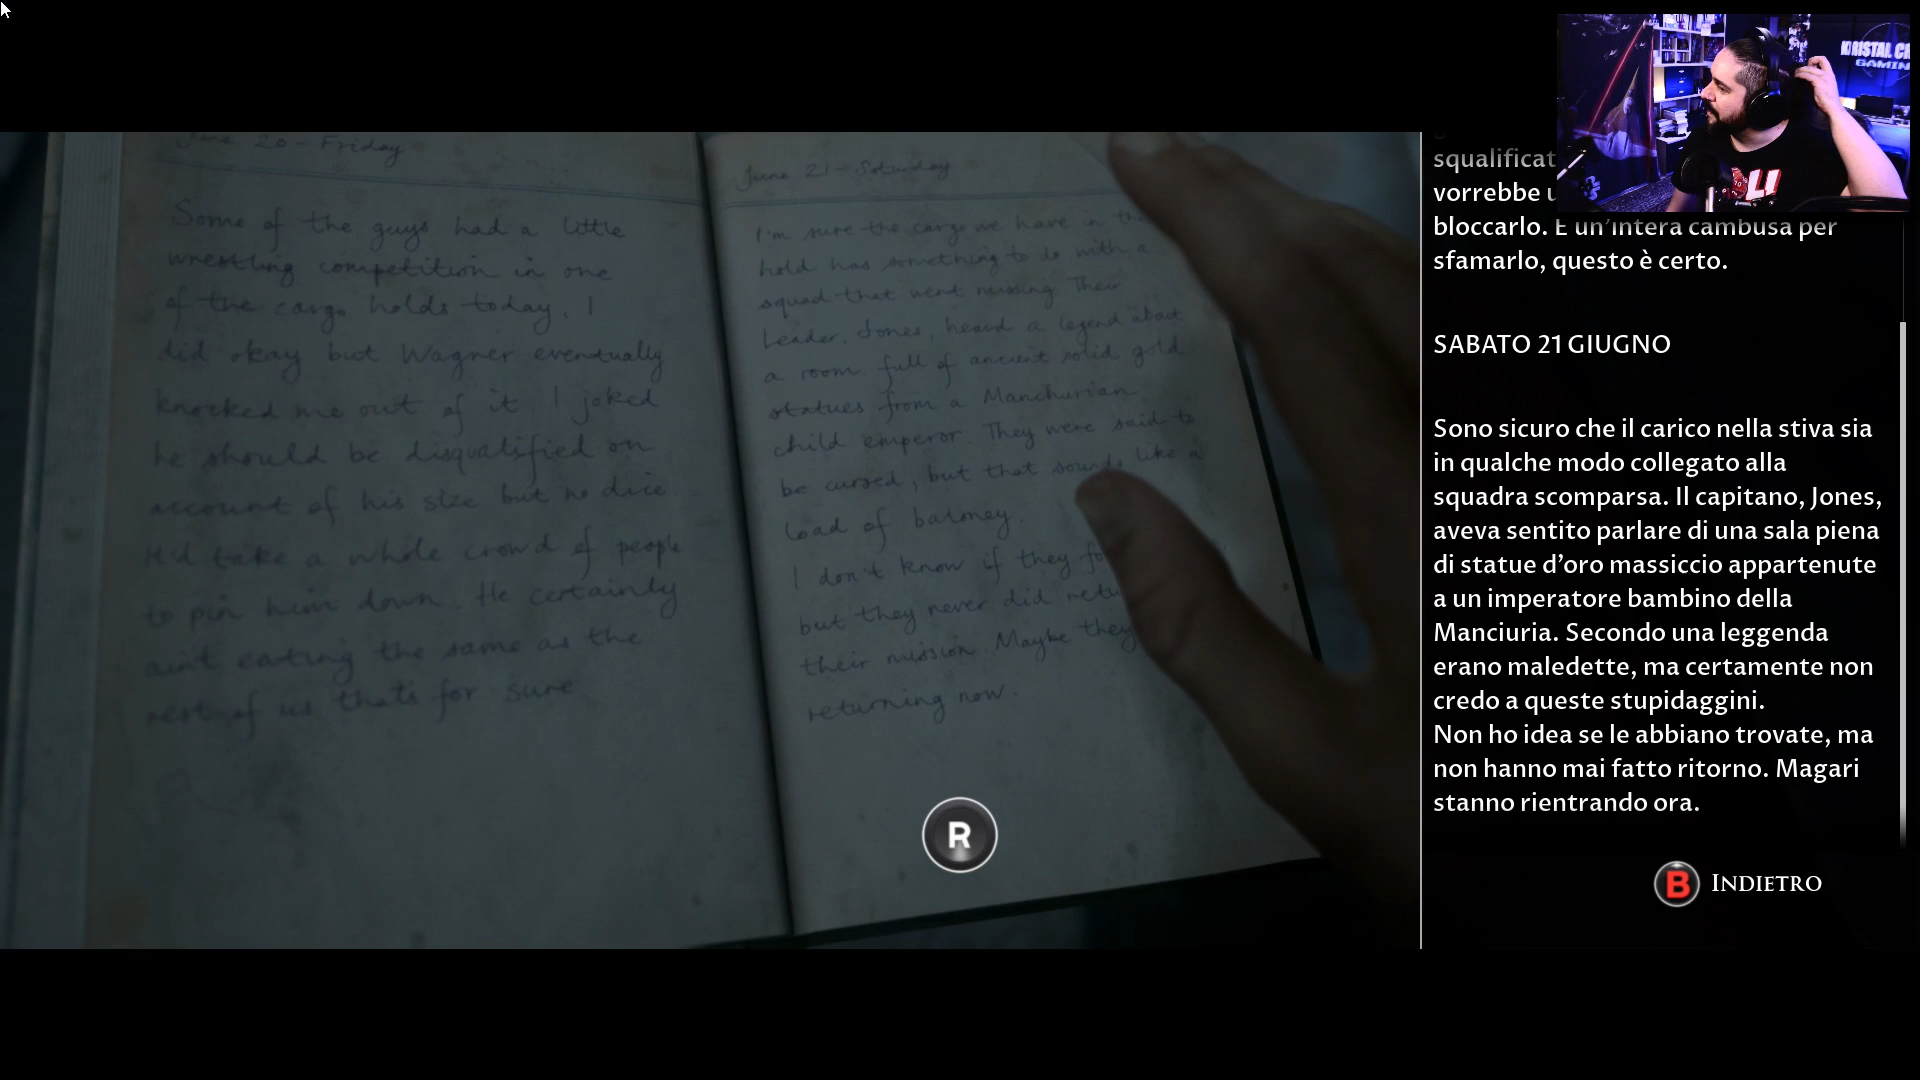 June 20 - Friday
Some of the guys had a little
wrestling competition in one
of the cargo holds today. I
did okay but Wagner eventually
knocked me out of it. I joked
he should be disqualified on
account of his size but no dice
He'd take a whole crowd of people
to pin him down. He certainly
aint eating the same as the
rest of us thats for sure
June 21 - Saturday
I'm sure the cargo we have in the
hold has something to do with a
squad that went missing. Their
Leader, Jones, heard a legend about
a room full of ancient solid gold
statues from a Manchurian
child emperor. They were said to
be cursed, but that sounds like a
load of baloney.
I don't know if they fo
but they never did retu
their mission. Maybe they
returning now.
R
KRISTAL
GAMIN
LI
squalificat
vorrebbe u
bloccarlo. E un'intera cambusa per
sfamarlo, questo è certo.
SABATO 21 GIUGNO
Sono sicuro che il carico nella stiva sia
in qualche modo collegato alla
squadra scomparsa. Il capitano, Jones,
aveva sentito parlare di una sala piena
di statue d'oro massiccio appartenute
a un imperatore bambino della
Manciuria. Secondo una leggenda
erano maledette, ma certamente non
credo a queste stupidaggini.
Non ho idea se le abbiano trovate, ma
non hanno mai fatto ritorno. Magari
stanno rientrando ora.
B INDIETRO